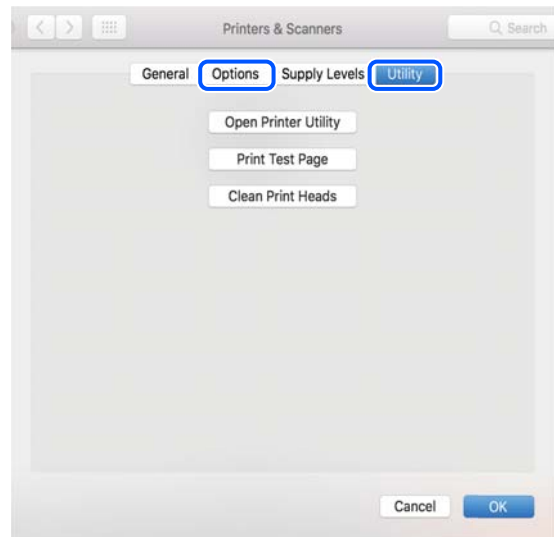 Printers & Scanners
Search
General Options Supply Levels Utility
Open Printer Utility
Print Test Page
Clean Print Heads
Cancel OK